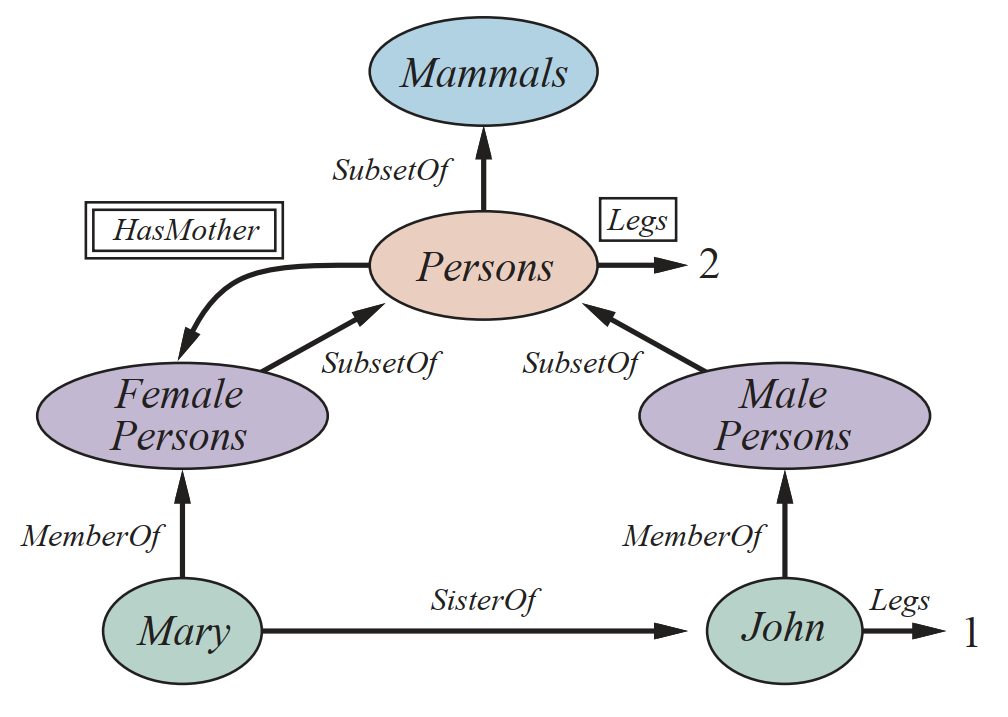 Mammals
SubsetOf
HasMother
Legs
Persons
2
SubsetOf
SubsetOf
Female
Persons
Male
Persons
MemberOf
MemberOf
SisterOf
Legs
Mary
John
1